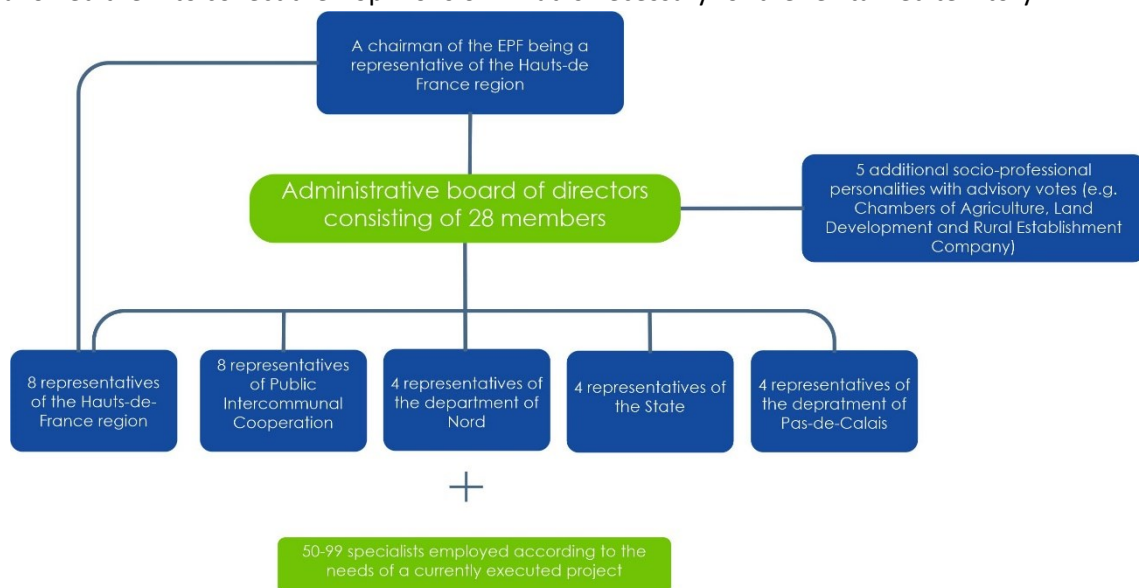 A chairman of the EPF being a
representative of the Hauts-de
France region
Administrative board of directors
consisting of 28 members
5 additional socio-professional
personalities with advisory votes (e.g.
Chambers of Agriculture, Land
Development and Rural Establishment
Company)
8 representatives
of the Hauts-de-
France region
8 representatives
of Public
Intercommunal
Cooperation
4 representatives of
the department of
Nord
4 representatives of
the State
4 representatives of
the depratment of
Pas-de-Calais
+
50-99 specialists employed according to the
needs of a currently executed project